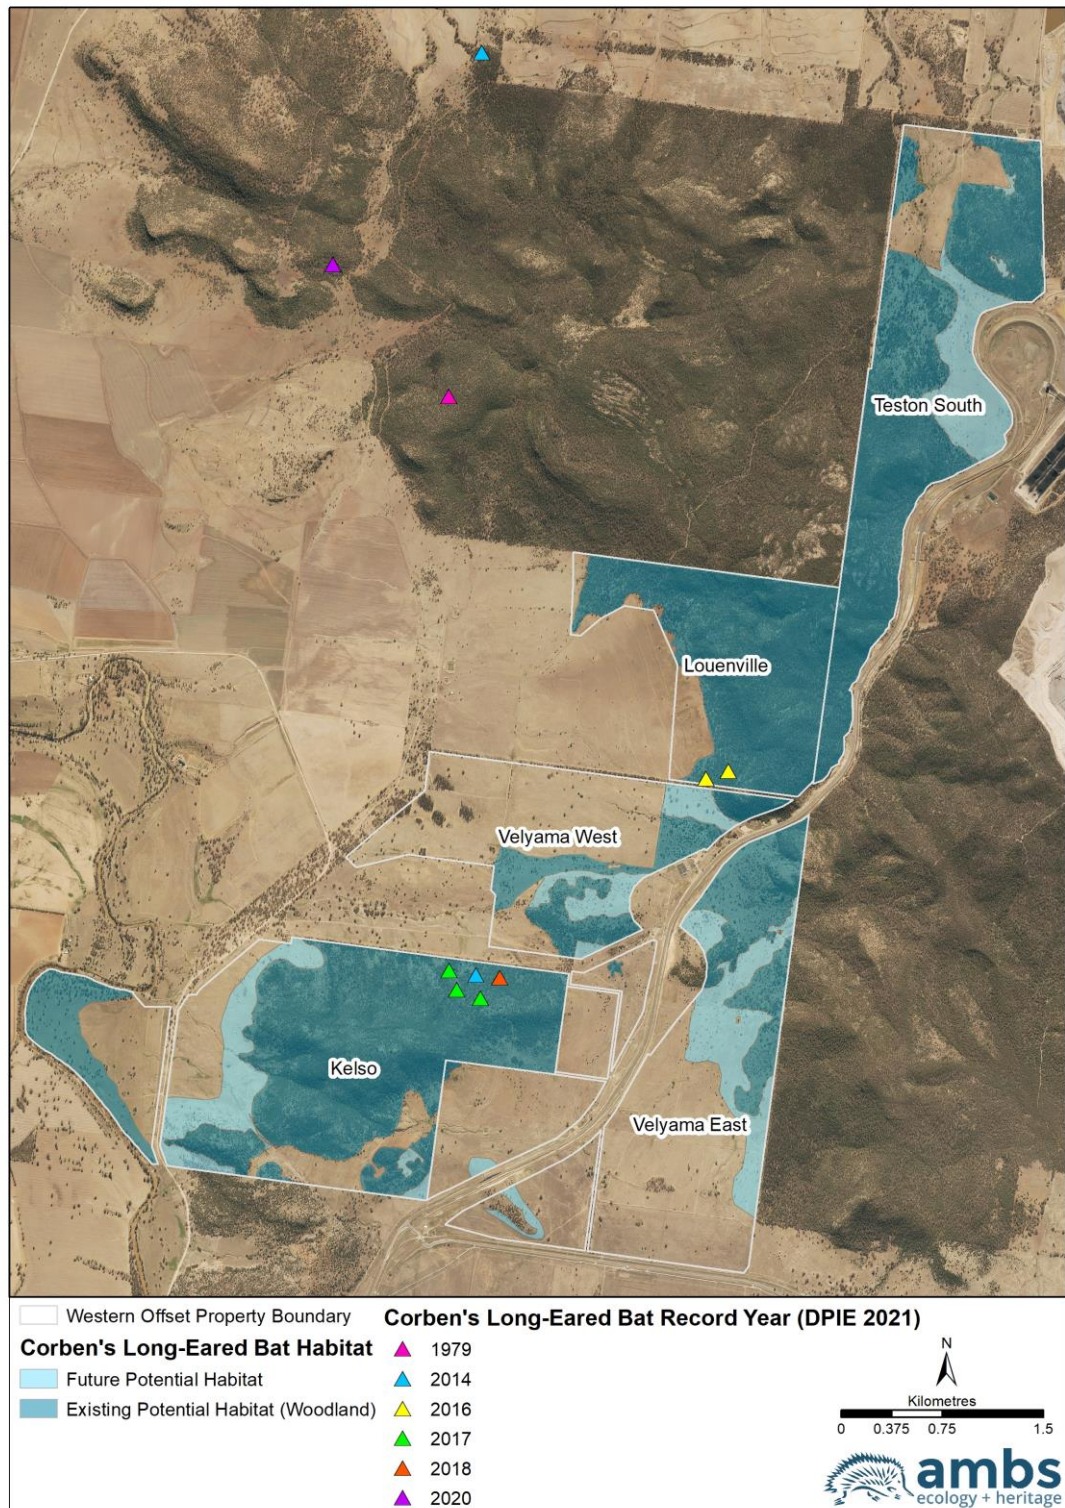 Teston South
Louenville
Velyama West
Kelso
Velyama East
Western Offset Property Boundary
Corben's Long-Eared Bat Habitat
Future Potential Habitat
Existing Potential Habitat (Woodland)
Corben's Long-Eared Bat Record Year (DPIE 2021)
1979
2014
2016
2017
2018
2020
N
Kilometres
0 0.375 0.75 1.5
ambs
ecology + heritage